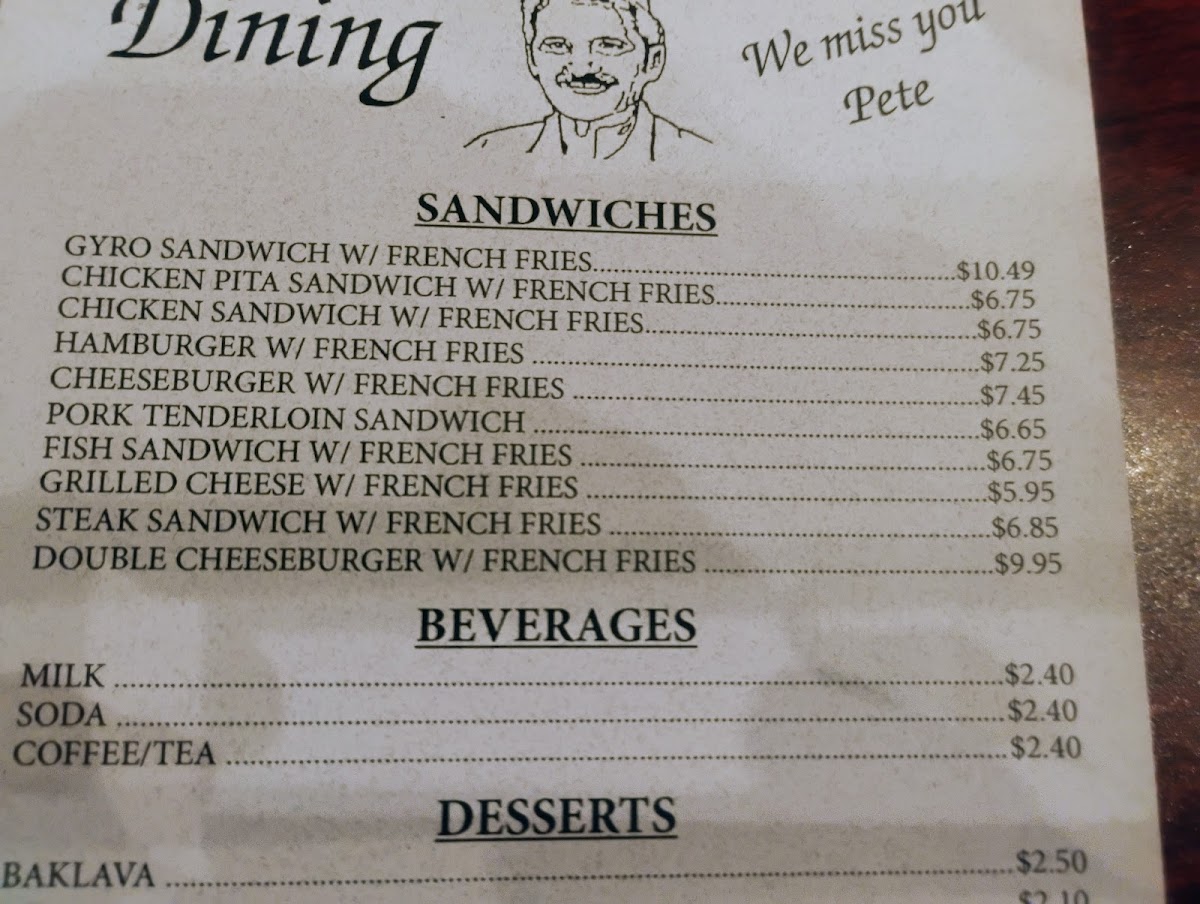 Dining
We miss you
Pete
SANDWICHES
GYRO SANDWICH W/ FRENCH FRIES..........$10.49
CHICKEN PITA SANDWICH W/ FRENCH FRIES..........$6.75
CHICKEN SANDWICH W/ FRENCH FRIES..........$6.75
HAMBURGER W/ FRENCH FRIES ..........$7.25
CHEESEBURGER W/ FRENCH FRIES ..........$7.45
PORK TENDERLOIN SANDWICH ..........$6.65
FISH SANDWICH W/ FRENCH FRIES ..........$6.75
GRILLED CHEESE W/ FRENCH FRIES ..........$5.95
STEAK SANDWICH W/ FRENCH FRIES ..........$6.85
DOUBLE CHEESEBURGER W/ FRENCH FRIES ..........$9.95
BEVERAGES
MILK ..........$2.40
SODA ..........$2.40
COFFEE/TEA ..........$2.40
DESSERTS
BAKLAVA ..........$2.50
$2.10